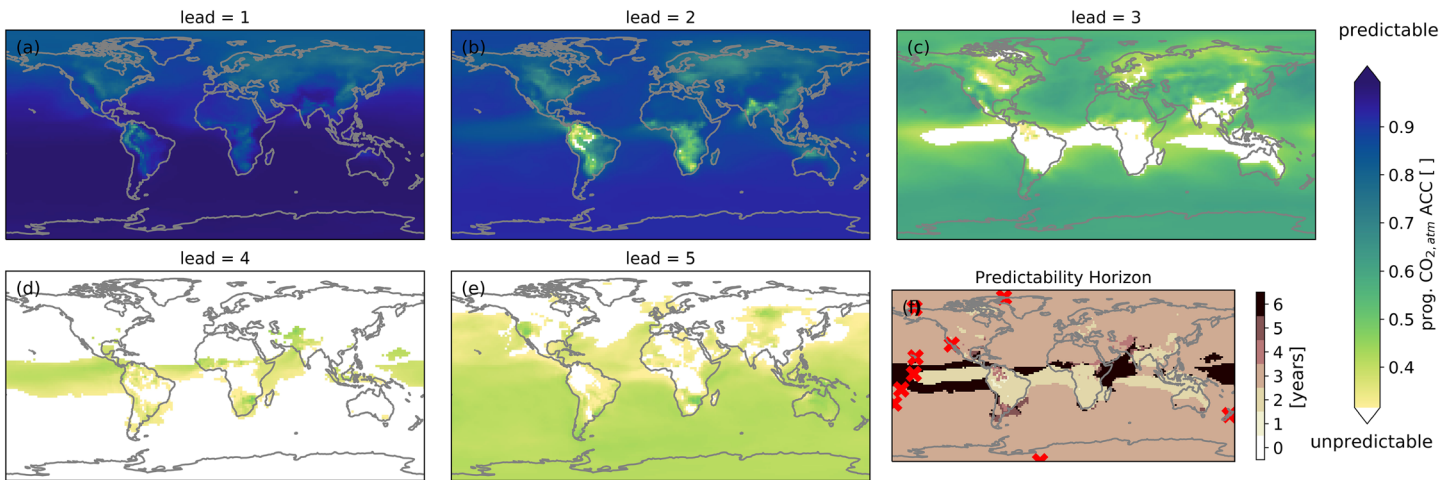 lead = 1
lead = 2
lead = 3
(a)
(b)
(c)
lead = 4
lead = 5
Predictability Horizon
(d)
(e)
(f)
6
5
4
3
2
1
0
[years]
predictable
0.9
0.8
0.7
0.6
0.5
0.4
prog. CO2,atm ACC [ ]
unpredictable